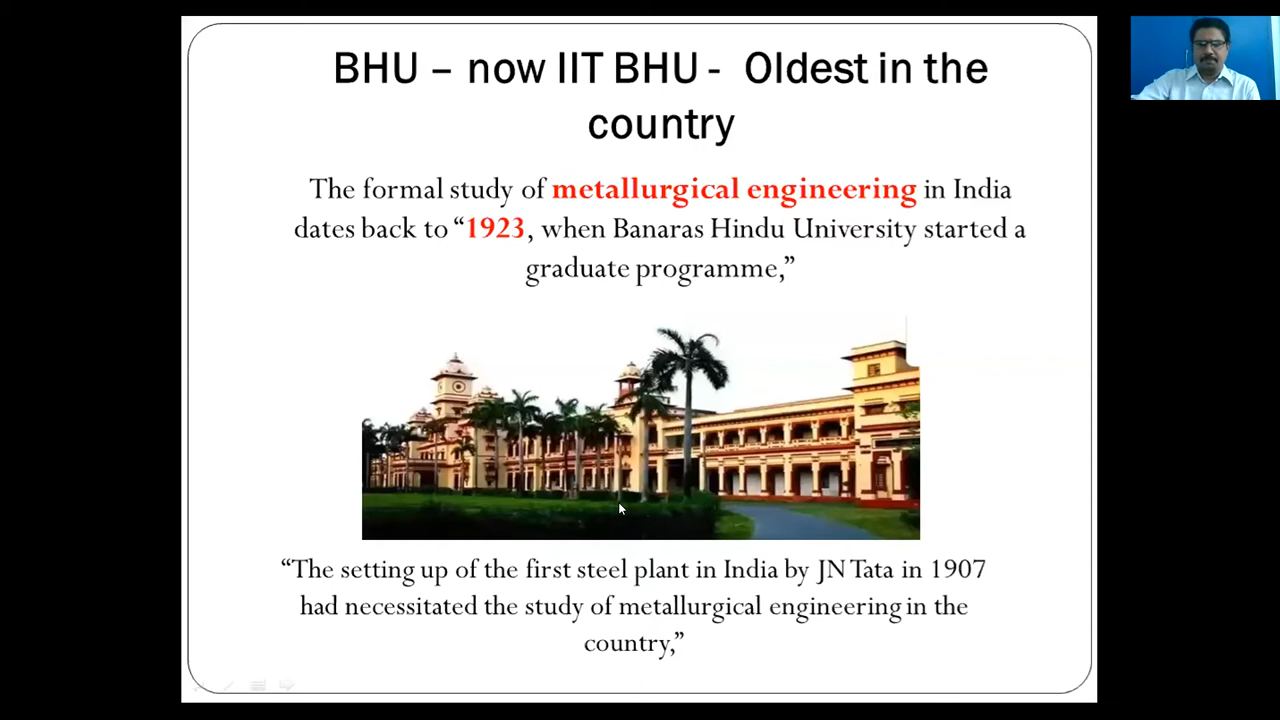 BHU – now IIT BHU - Oldest in the
country
The formal study of metallurgical engineering in India
dates back to “1923, when Banaras Hindu University started a
graduate programme,”
“The setting up of the first steel plant in India by JN Tata in 1907
had necessitated the study of metallurgical engineering in the
country,”